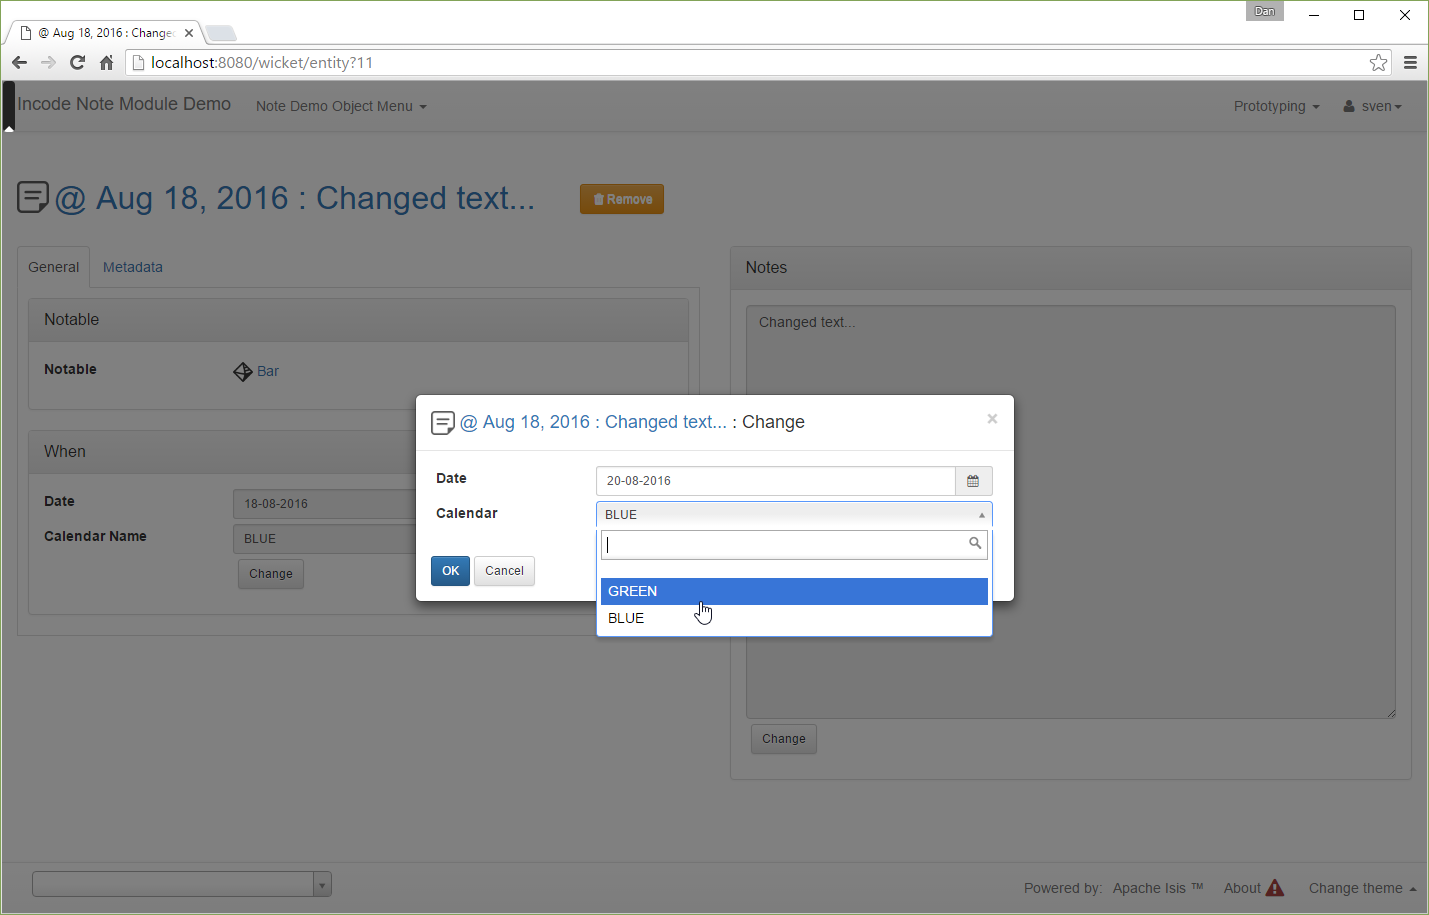 Dan
@ Aug 18, 2016 : Change
localhost:8080/wicket/entity?11
Incode Note Module Demo Note Demo Object Menu Prototyping sven
@ Aug 18, 2016 : Changed text... Remove
General Metadata
Notes
Notable
Changed text...
Notable Bar
@ Aug 18, 2016 : Changed text... : Change ×
When
Date 20-08-2016
Date 18-08-2016
Calendar BLUE
Calendar Name BLUE
OK Cancel
Change
GREEN
BLUE
Change
Powered by: Apache Isis ™ About Change theme